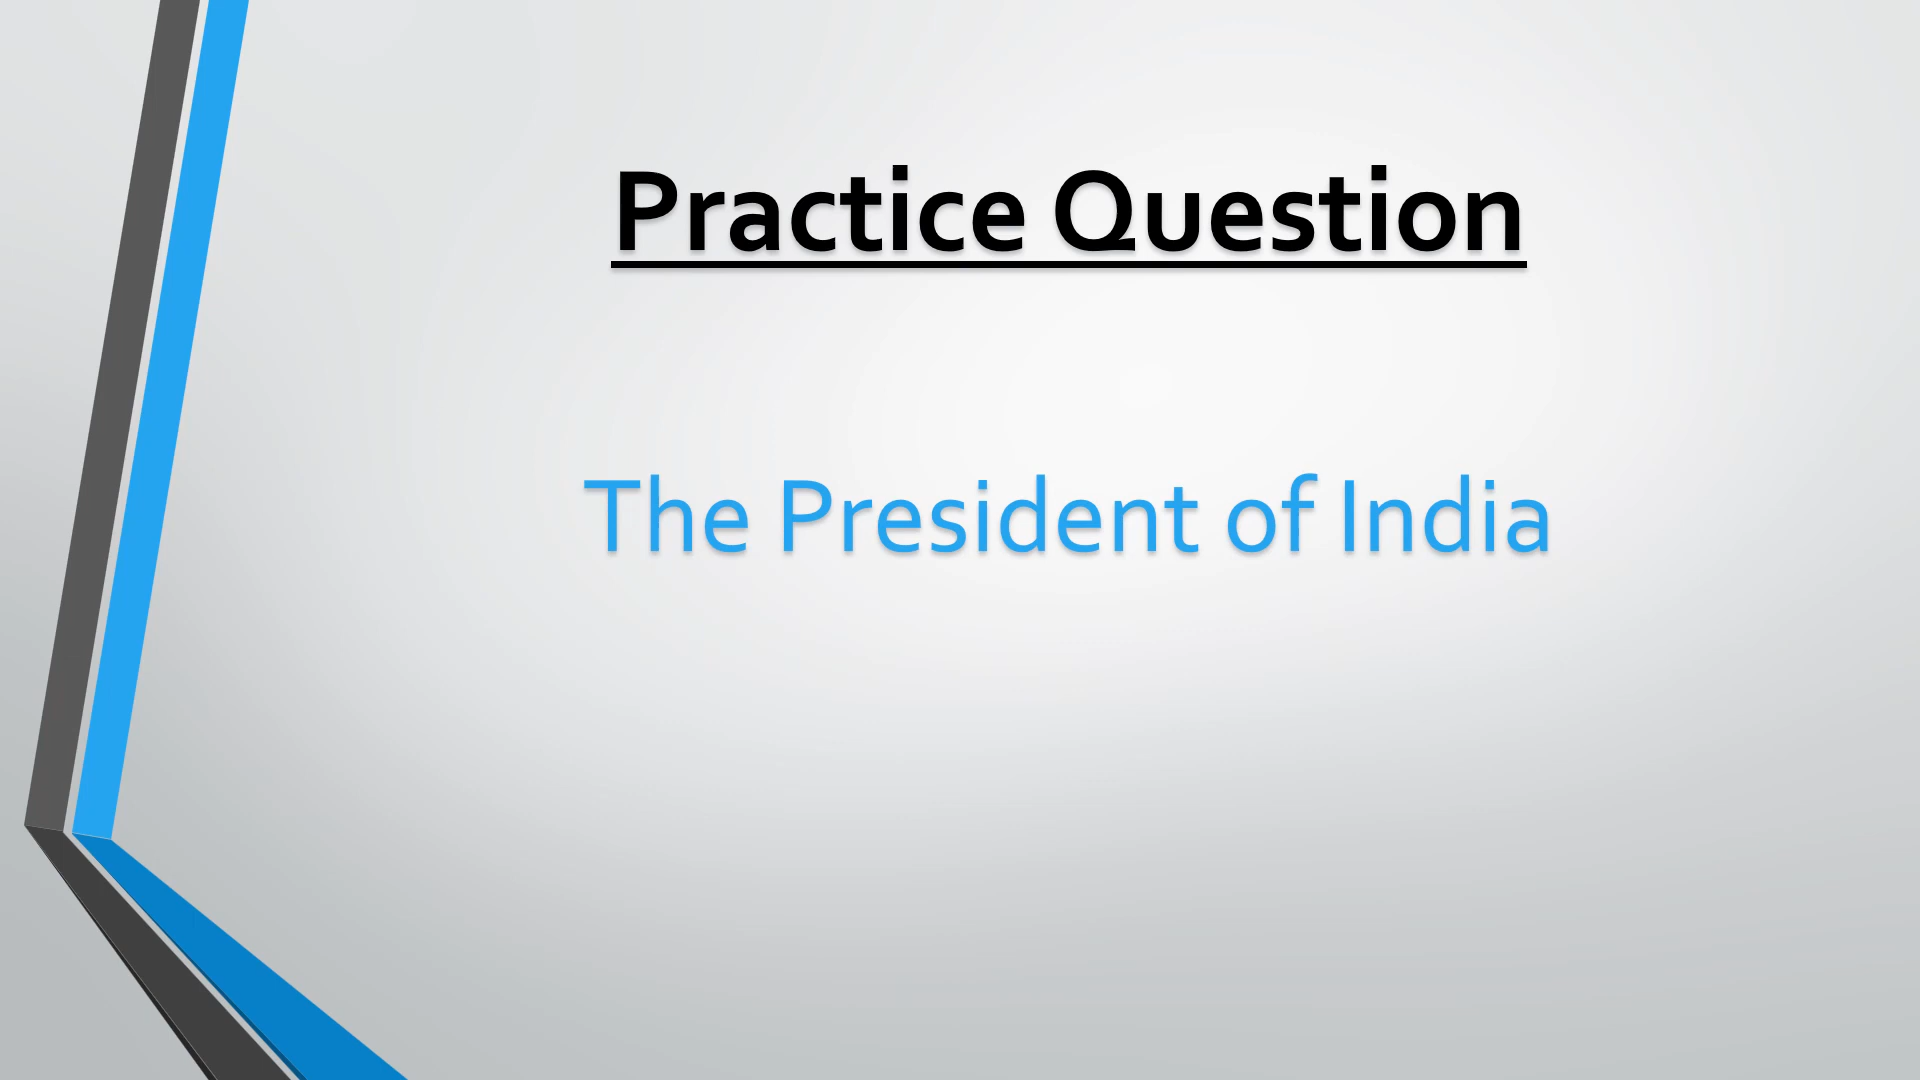 Practice Question
The President of India